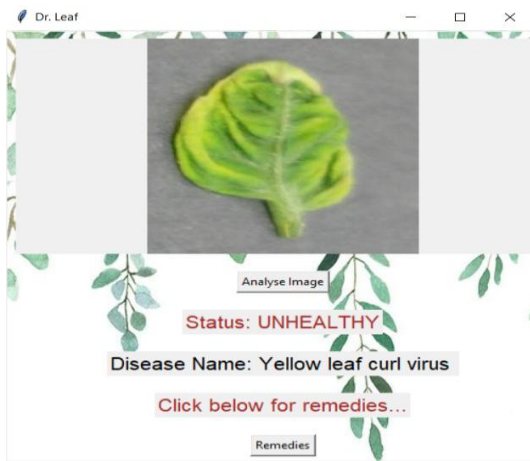 Dr. Leaf
Analyse Image
Status: UNHEALTHY
Disease Name: Yellow leaf curl virus
Click below for remedies...
Remedies